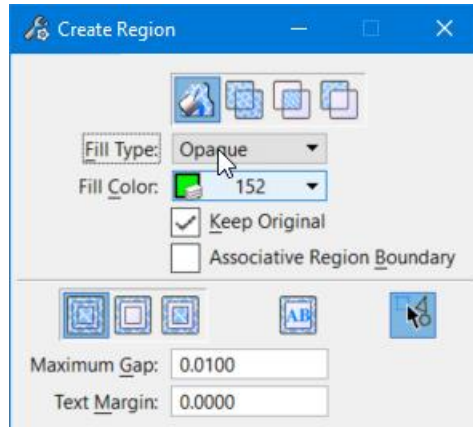 Create Region
Fill Type: Opaque
Fill Color: 152
Keep Original
Associative Region Boundary
AB
Maximum Gap: 0.0100
Text Margin: 0.0000